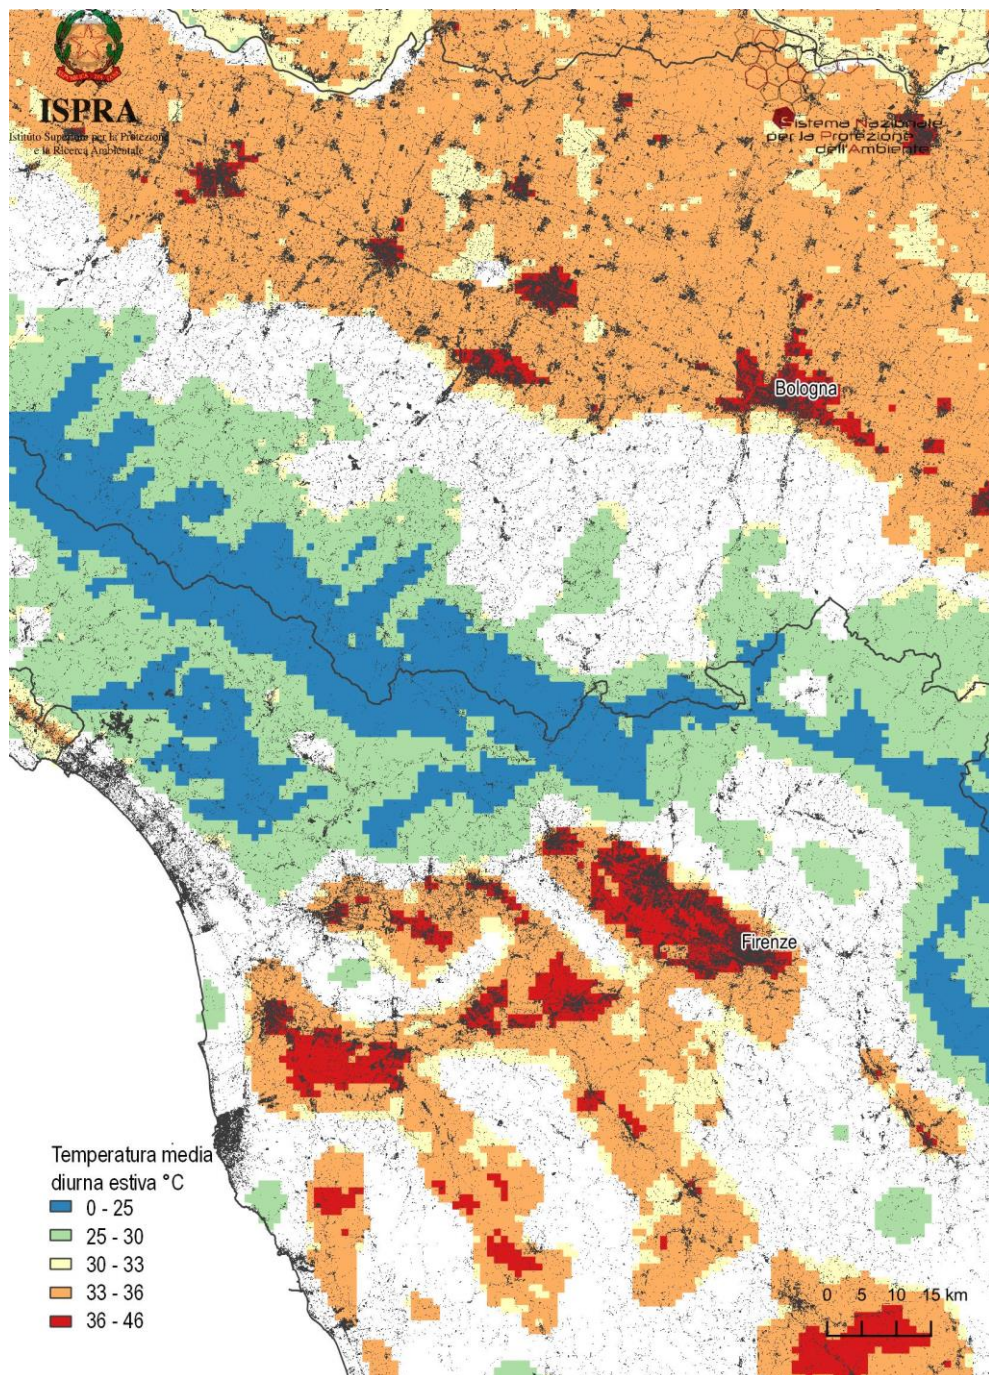 ISPRA
Istituto Superiore per la Protezione
e la Ricerca Ambientale
Sistema Nazionale
per la Protezione
dell'Ambiente
Bologna
Firenze
Temperatura media
diurna estiva °C
0 - 25
25 - 30
30 - 33
33 - 36
36 - 46
0 5 10 15 km